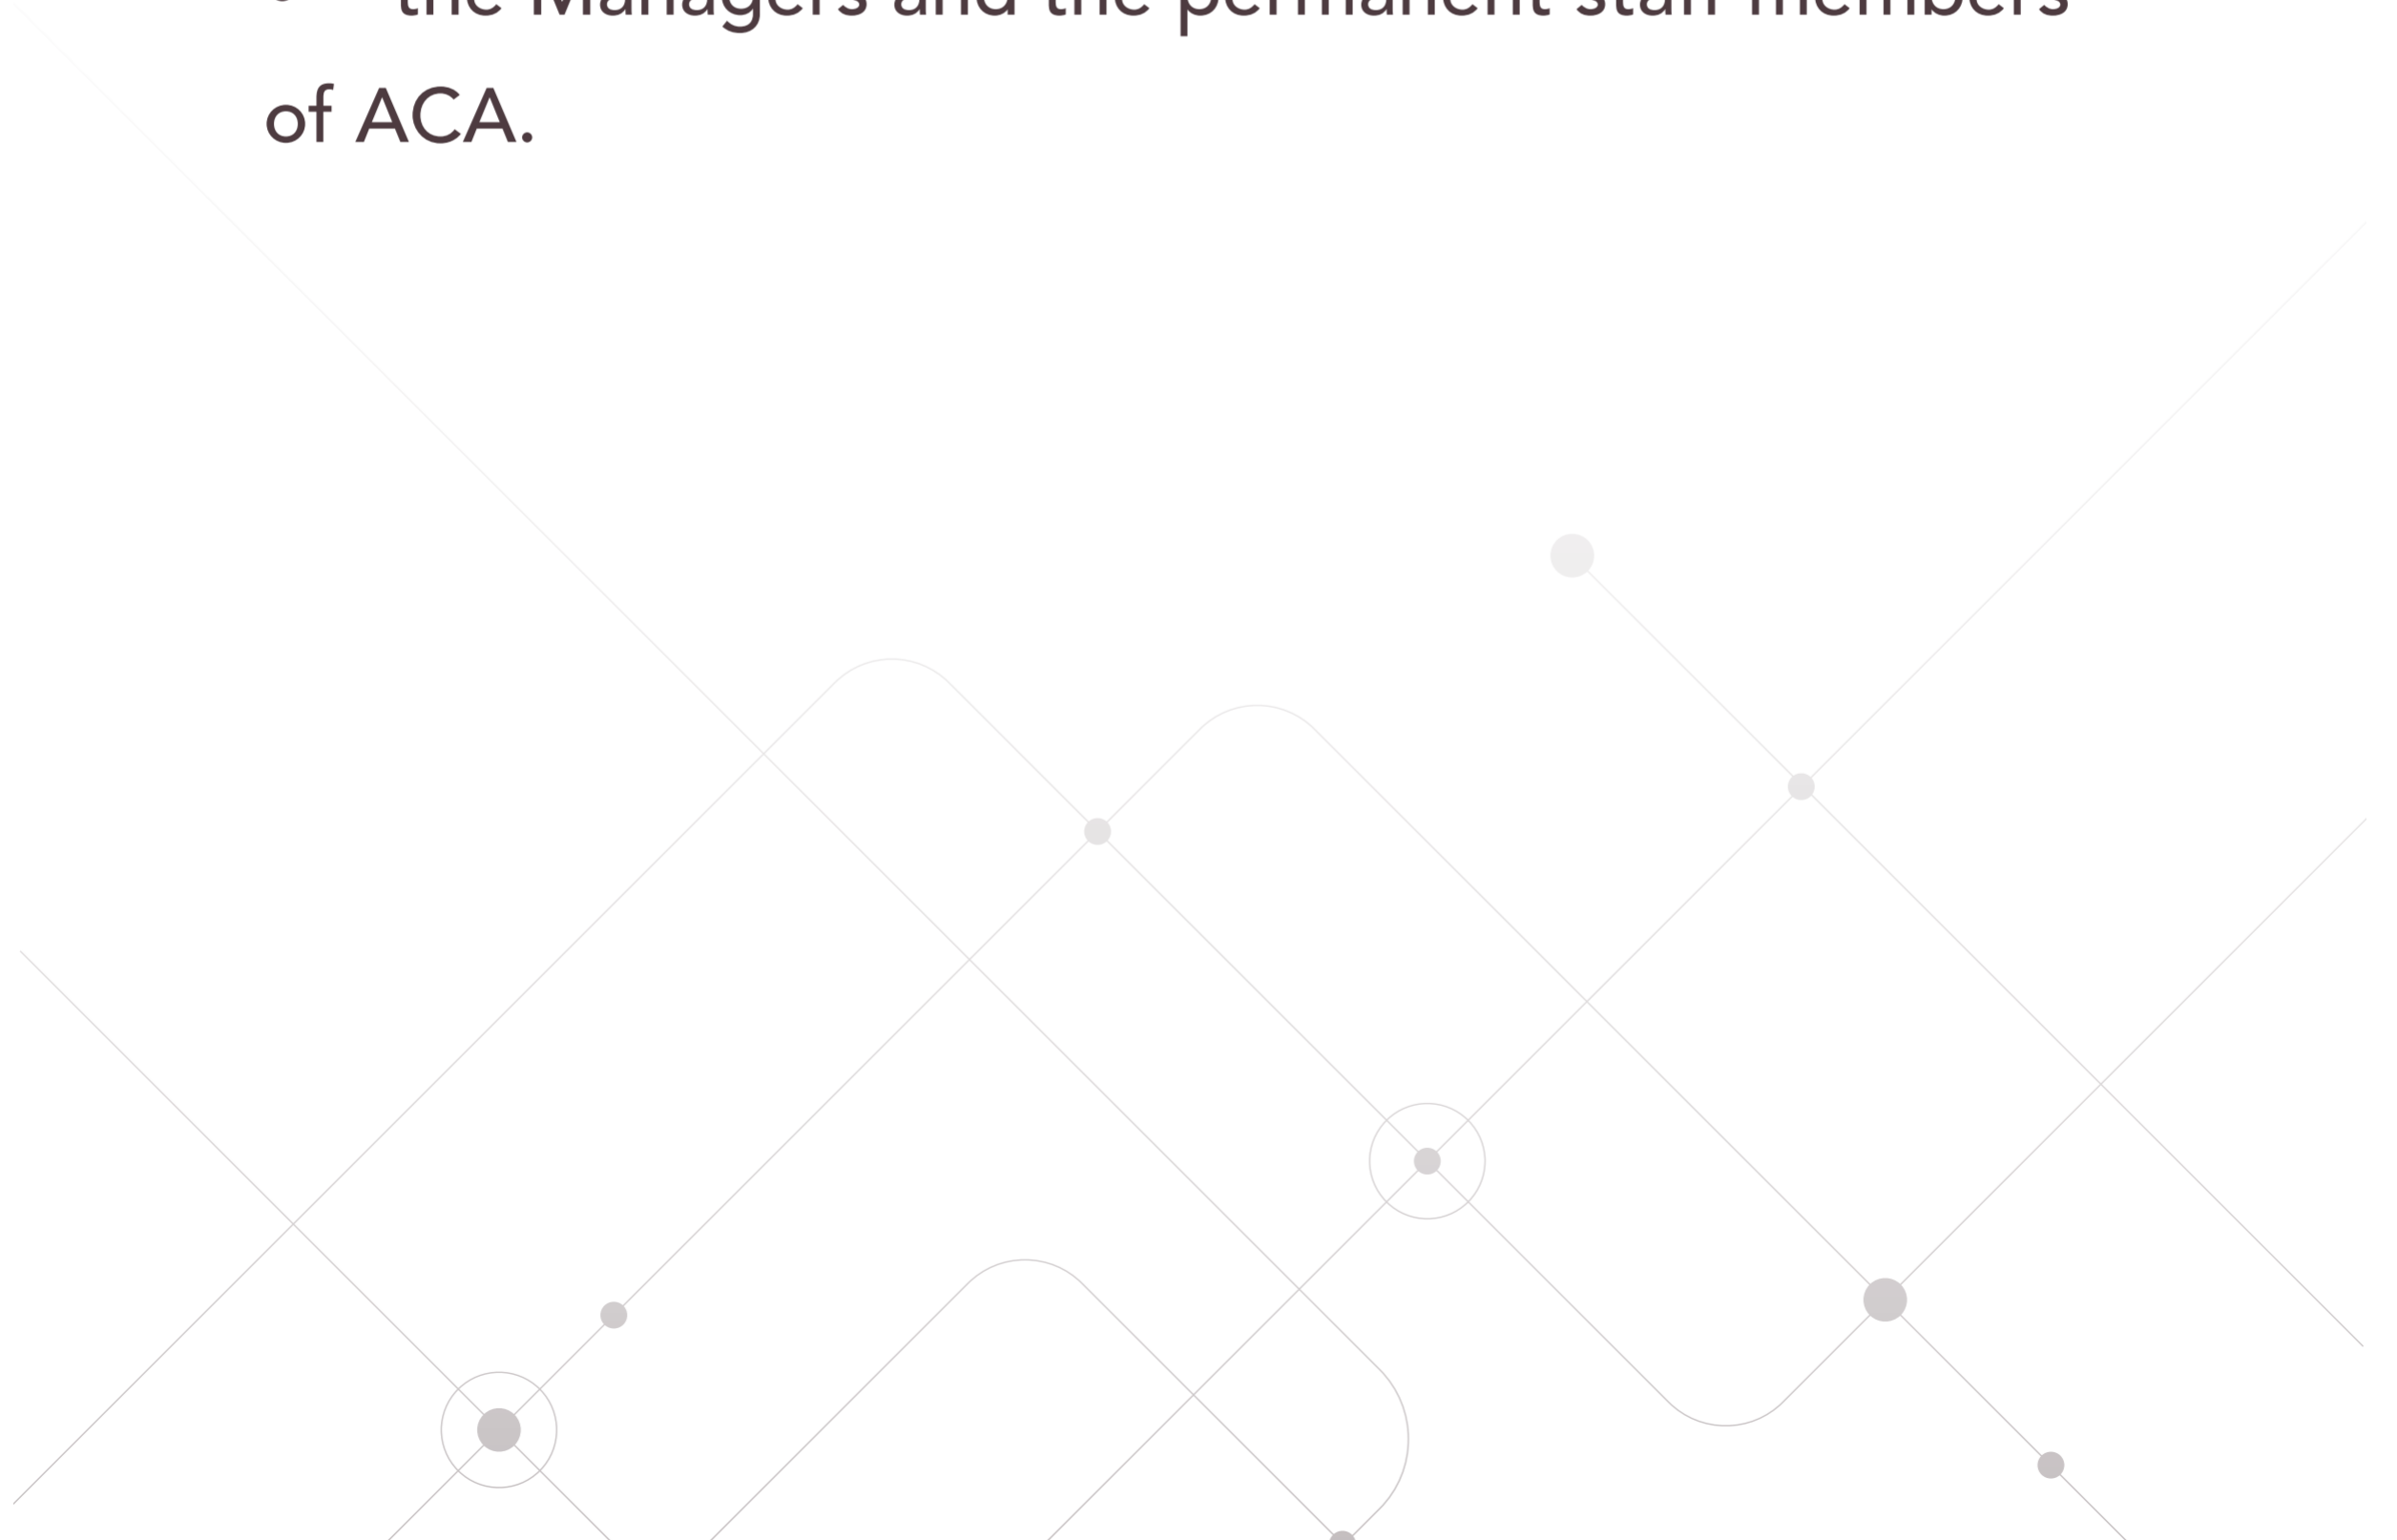 the Managers and the permanent staff members
of ACA.